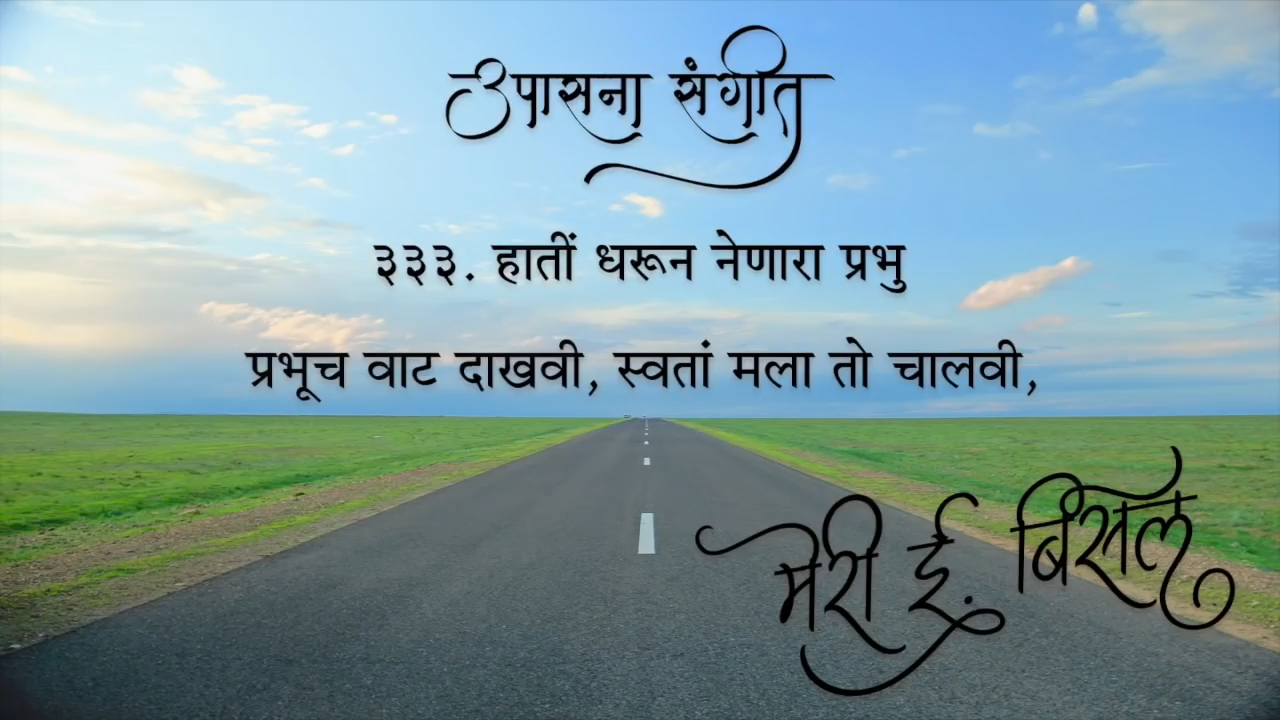 उपासना संगीत
३३३. हातीं धरून नेणारा प्रभु
प्रभूच वाट दाखवी, स्वतां मला तो चालवी,
मेरी ई. बिसल